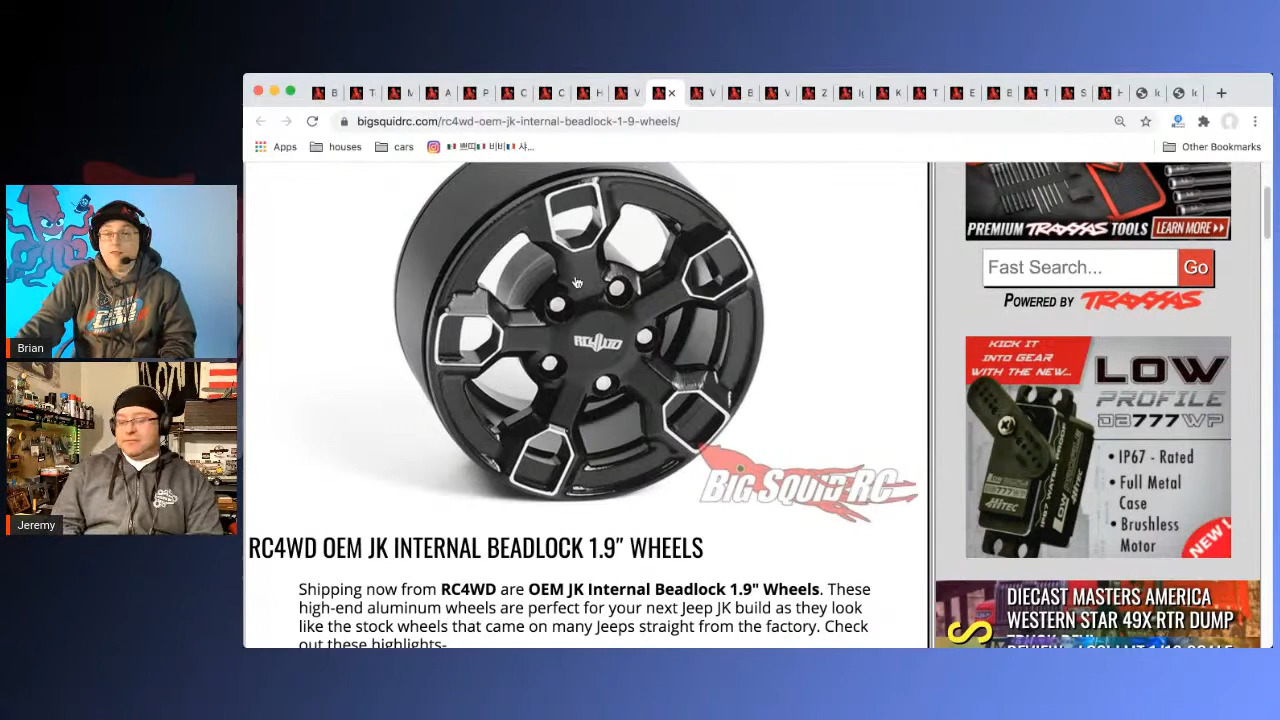 bigsquidrc.com/rc4wd-oem-jk-internal-beadlock-1-9-wheels/
Apps houses cars Other Bookmarks
Brian
Jeremy
RC4WD
BIG SQUID RC
RC4WD OEM JK INTERNAL BEADLOCK 1.9" WHEELS
Shipping now from RC4WD are OEM JK Internal Beadlock 1.9" Wheels. These
high-end aluminum wheels are perfect for your next Jeep JK build as they look
like the stock wheels that came on many Jeeps straight from the factory. Check
out these highlights-
PREMIUM TRAXXAS TOOLS LEARN MORE>>
Fast Search... Go
POWERED BY TRAXXAS
KICK IT
INTO GEAR
WITH THE NEW...
LOW
PROFILE
DB777WP
• IP67 - Rated
• Full Metal
Case
• Brushless
Motor
HITEC
NEW
DIECAST MASTERS AMERICA
WESTERN STAR 49X RTR DUMP